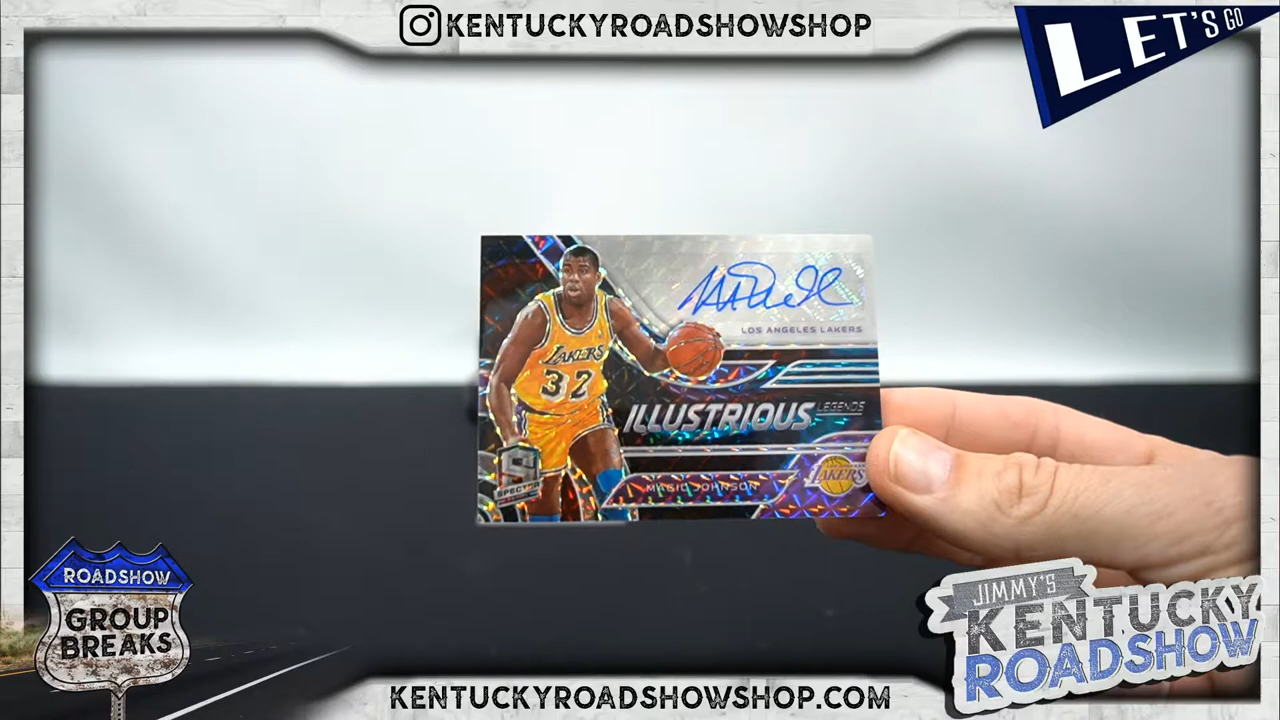 KENTUCKYROADSHOWSHOP
LET'S GO
LOS ANGELES LAKERS
LAKERS
32
ILLUSTRIOUS LEGENDS
S
SPECTRA
MAGIC JOHNSON
LAKERS
ROADSHOW
GROUP
BREAKS
JIMMY'S
KENTUCKY
ROADSHOW
KENTUCKYROADSHOWSHOP.COM